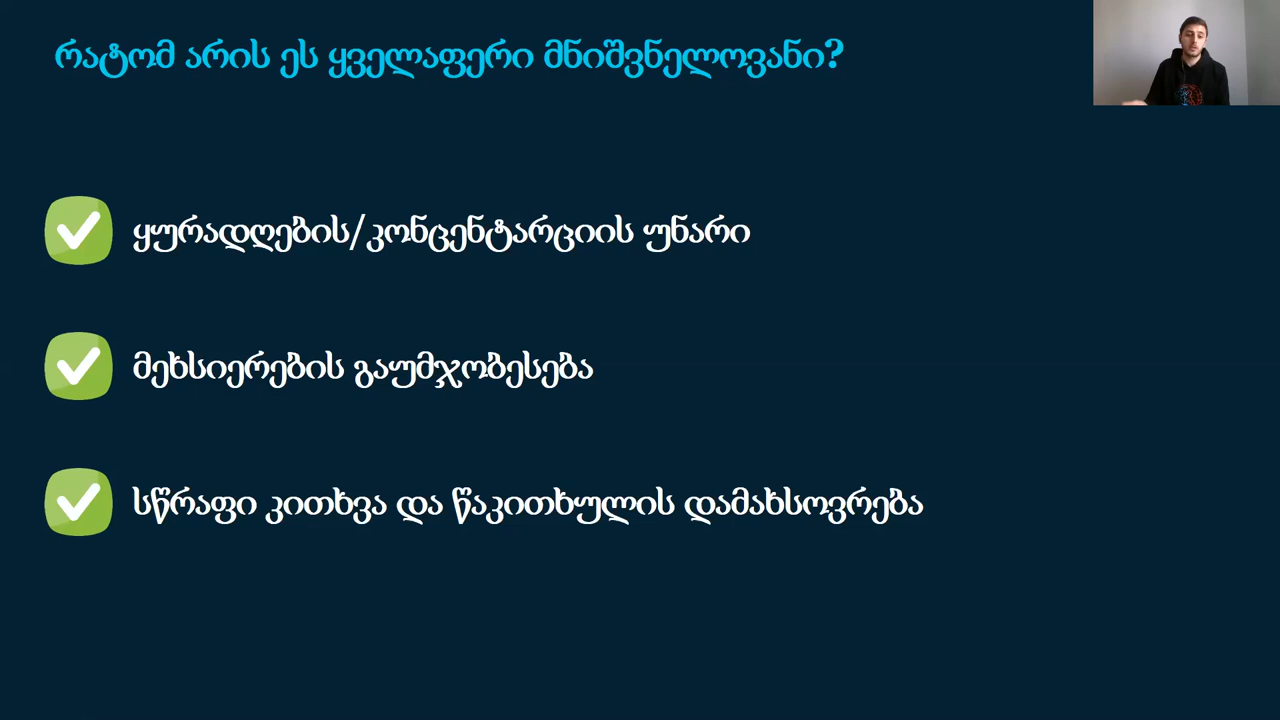 რატომ არის ეს ყველაფერი მნიშვნელოვანი?
ყურადღების/კონცენტარციის უნარი
მეხსიერების გაუმჯობესება
სწრაფი კითხვა და წაკითხულის დამახსოვრება